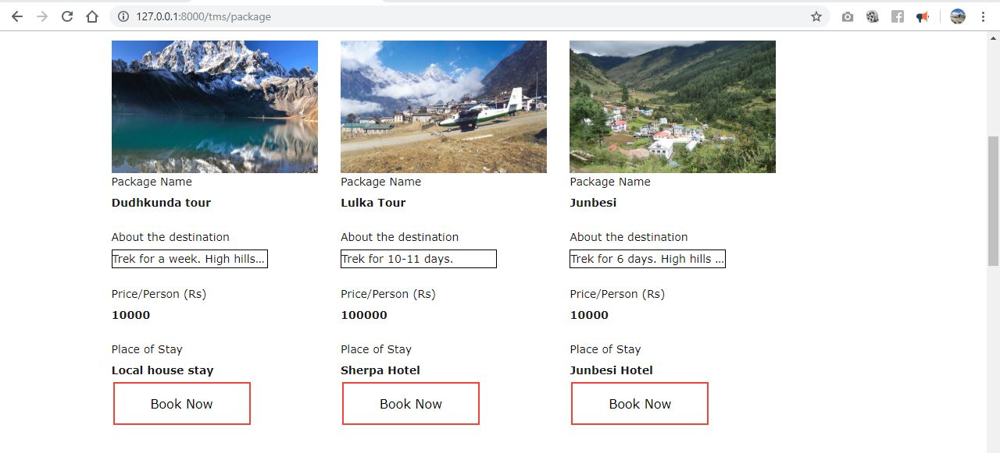 127.0.0.1:8000/tms/package
Package Name
Dudhkunda tour
About the destination
Trek for a week. High hills...
Price/Person (Rs)
10000
Place of Stay
Local house stay
Book Now
Package Name
Lulka Tour
About the destination
Trek for 10-11 days.
Price/Person (Rs)
100000
Place of Stay
Sherpa Hotel
Book Now
Package Name
Junbesi
About the destination
Trek for 6 days. High hills ...
Price/Person (Rs)
10000
Place of Stay
Junbesi Hotel
Book Now